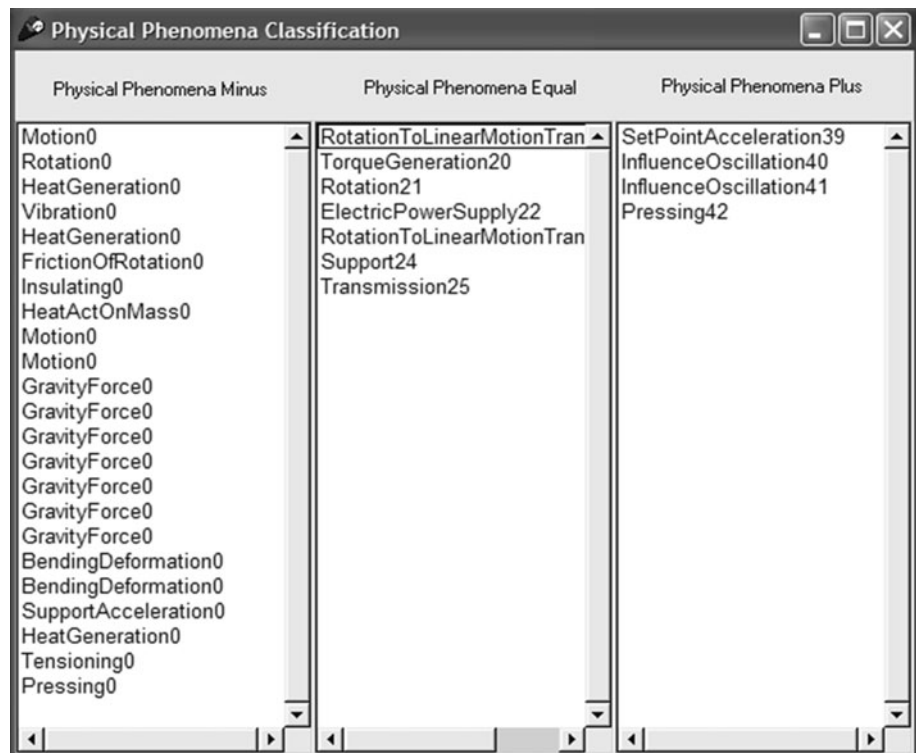 Physical Phenomena Classification
Physical Phenomena Minus
Physical Phenomena Equal
Physical Phenomena Plus
Motion0
Rotation0
HeatGeneration0
Vibration0
HeatGeneration0
FrictionOfRotation0
Insulating0
HeatActOnMass0
Motion0
Motion0
GravityForce0
GravityForce0
GravityForce0
GravityForce0
GravityForce0
GravityForce0
GravityForce0
BendingDeformation0
BendingDeformation0
SupportAcceleration0
HeatGeneration0
Tensioning0
Pressing0
RotationToLinearMotionTran
TorqueGeneration20
Rotation21
ElectricPowerSupply22
RotationToLinearMotionTran
Support24
Transmission25
SetPointAcceleration39
InfluenceOscillation40
InfluenceOscillation41
Pressing42